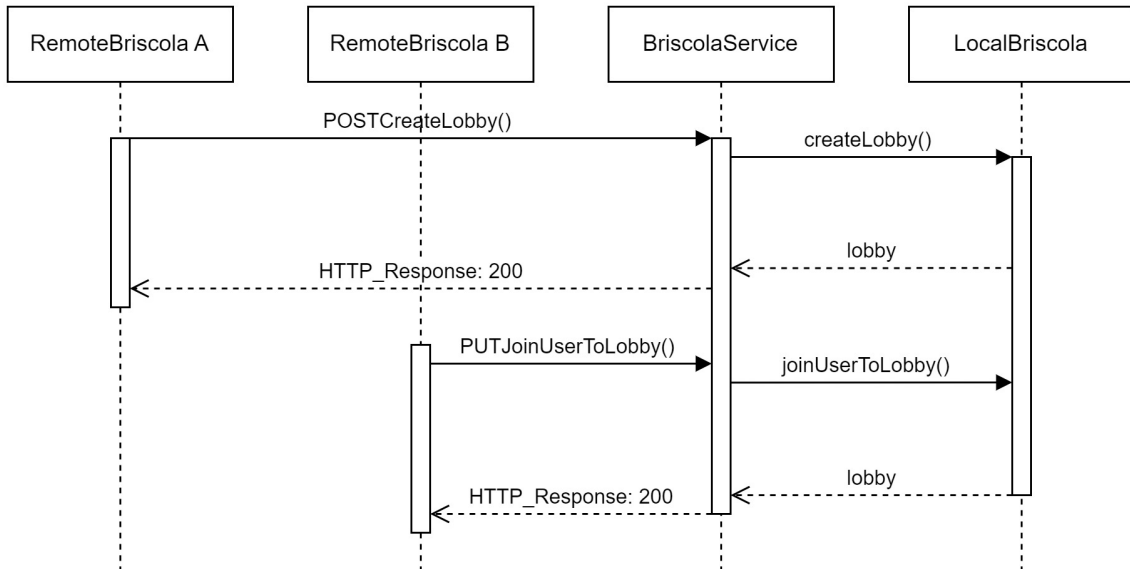 RemoteBriscola A
RemoteBriscola B
BriscolaService
LocalBriscola
POSTCreateLobby()
createLobby()
lobby
HTTP_Response: 200
PUTJoinUserToLobby()
joinUserToLobby()
lobby
HTTP_Response: 200